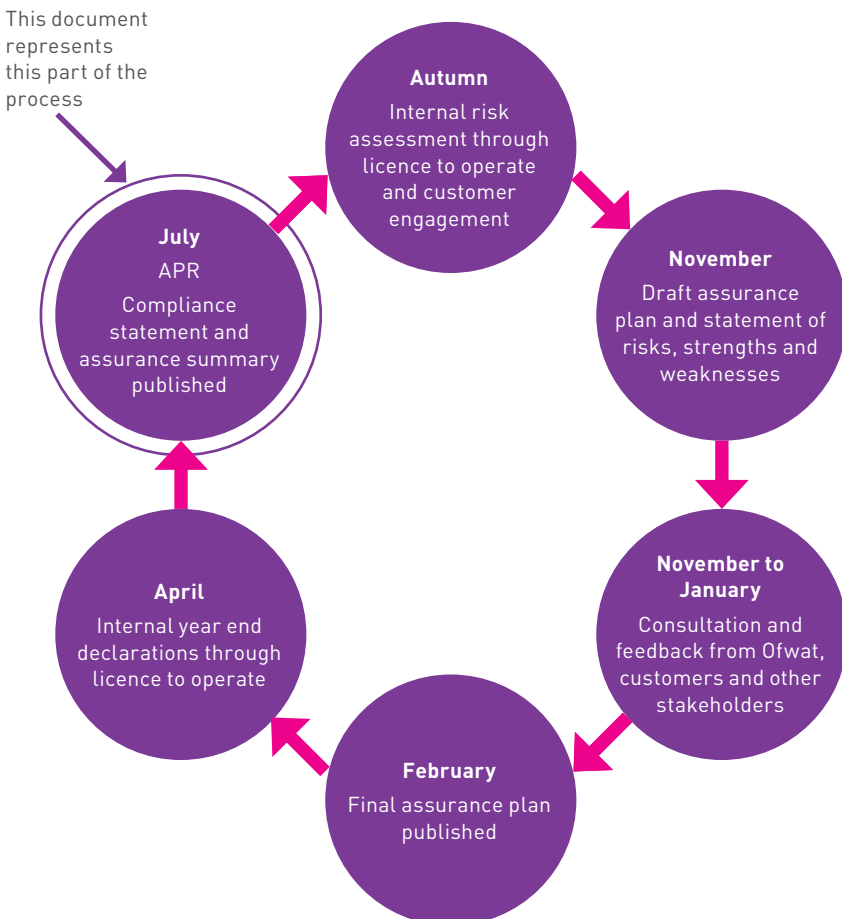 This document
represents
this part of the
process
Autumn
Internal risk
assessment through
licence to operate
and customer
engagement
November
Draft assurance
plan and statement of
risks, strengths and
weaknesses
November to
January
Consultation and
feedback from Ofwat,
customers and other
stakeholders
February
Final assurance plan
published
April
Internal year end
declarations through
licence to operate
July
APR
Compliance
statement and
assurance summary
published